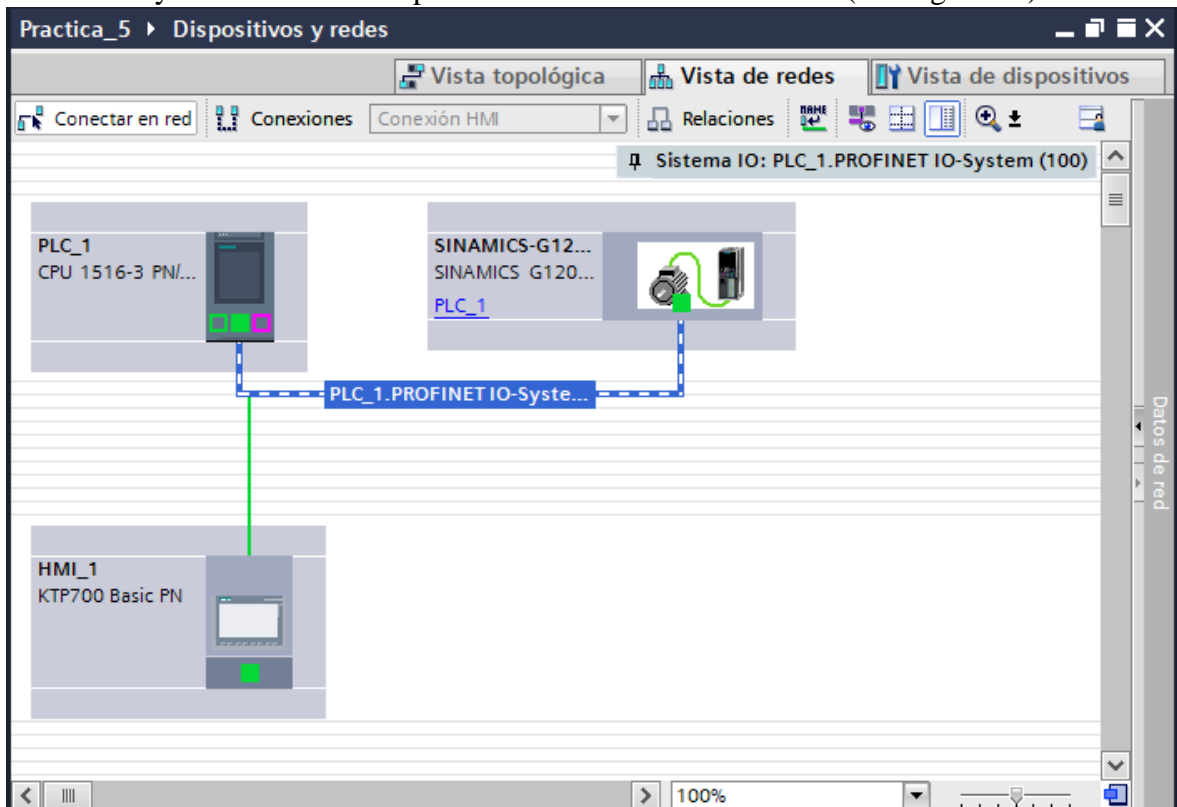 Practica_5 ▸ Dispositivos y redes
Vista topológica
Vista de redes
Vista de dispositivos
Conectar en red
Conexiones
Conexión HMI
Relaciones
NAME
Sistema IO: PLC_1.PROFINET IO-System (100)
PLC_1
CPU 1516-3 PN/...
SINAMICS-G12...
SINAMICS G120...
PLC_1
PLC_1.PROFINET IO-Syste...
HMI_1
KTP700 Basic PN
Datos de red
100%